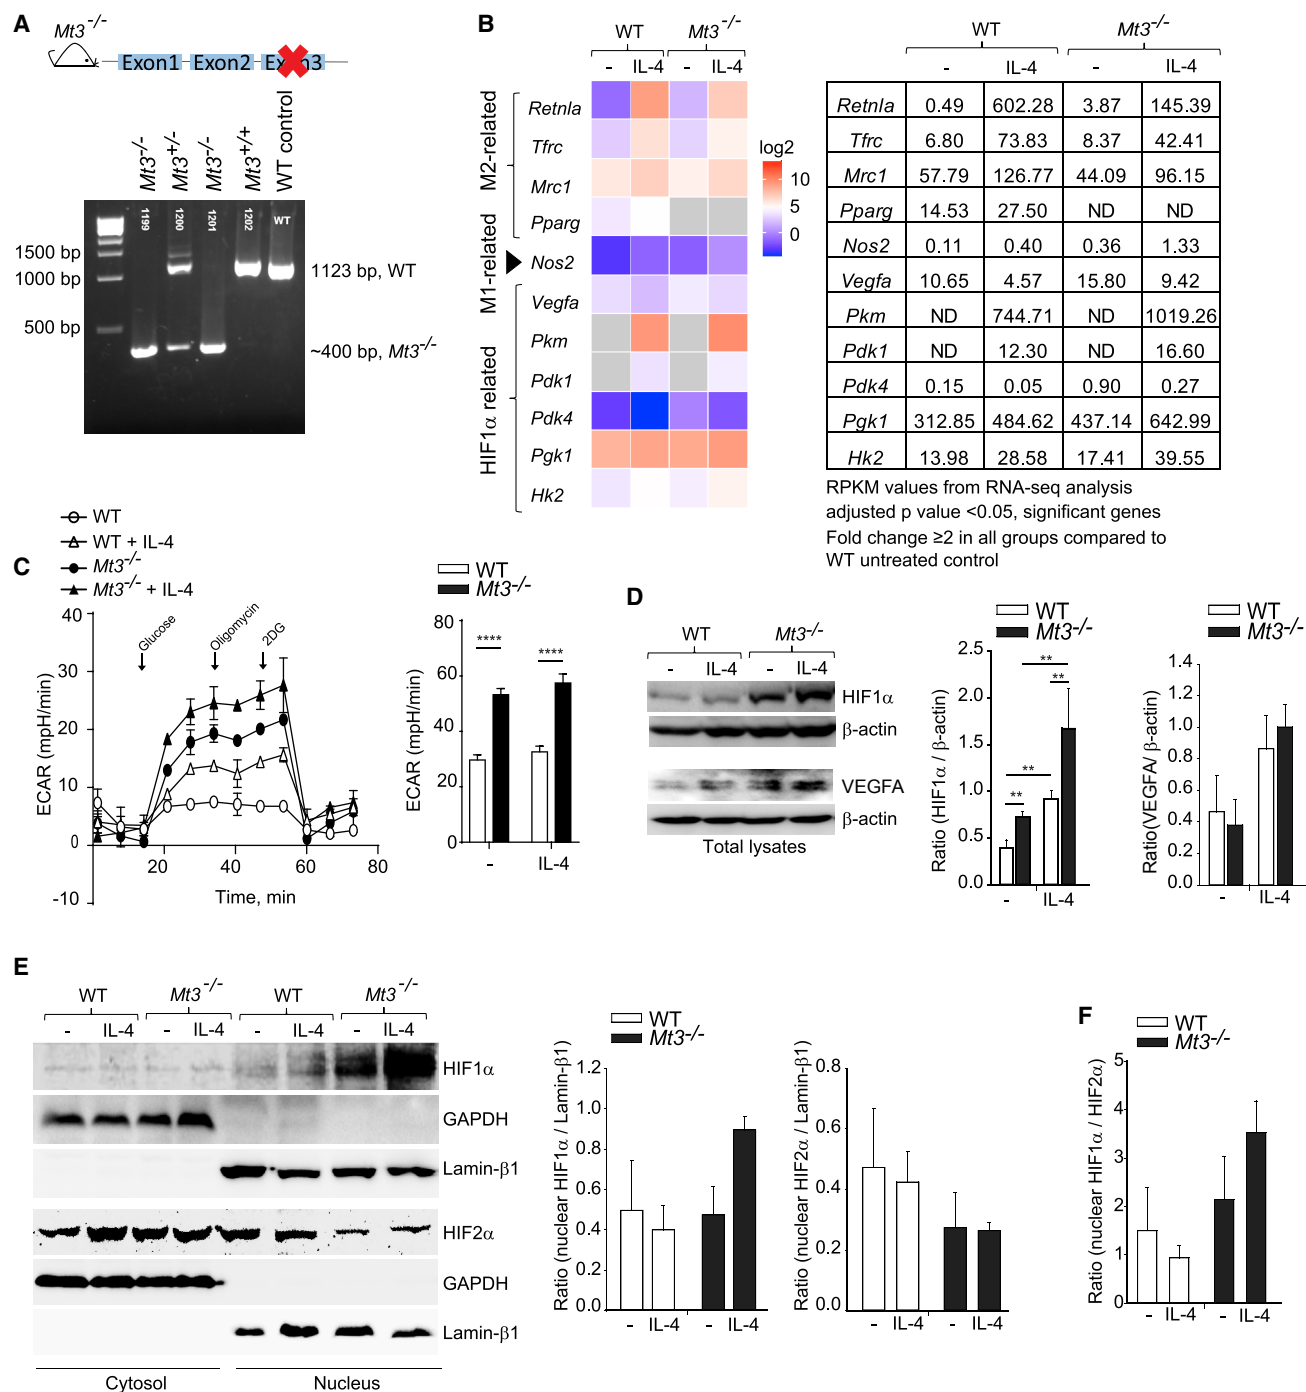 A
Mt3-/-
Exon1 Exon2 Exon3
Mt3-/- Mt3+/- Mt3-/- Mt3+/+ WT control
1199 1200 1201 1202 WT
1500 bp
1000 bp
500 bp
1123 bp, WT
~400 bp, Mt3-/-
B
WT Mt3-/-
- IL-4 - IL-4
M2-related
M1-related
HIF1α related
Retnla
Tfrc
Mrc1
Pparg
Nos2
Vegfa
Pkm
Pdk1
Pdk4
Pgk1
Hk2
log2
10
5
0
WT Mt3-/-
- IL-4 - IL-4
Retnla 0.49 602.28 3.87 145.39
Tfrc 6.80 73.83 8.37 42.41
Mrc1 57.79 126.77 44.09 96.15
Pparg 14.53 27.50 ND ND
Nos2 0.11 0.40 0.36 1.33
Vegfa 10.65 4.57 15.80 9.42
Pkm ND 744.71 ND 1019.26
Pdk1 ND 12.30 ND 16.60
Pdk4 0.15 0.05 0.90 0.27
Pgk1 312.85 484.62 437.14 642.99
Hk2 13.98 28.58 17.41 39.55
RPKM values from RNA-seq analysis
adjusted p value <0.05, significant genes
Fold change ≥2 in all groups compared to
WT untreated control
C
WT
WT + IL-4
Mt3-/-
Mt3-/- + IL-4
ECAR (mpH/min)
40
30
20
10
0
-10
Glucose
Oligomycin
2DG
20 40 60 80
Time, min
WT
Mt3-/-
ECAR (mpH/min)
80
60
40
20
0
**** ****
- IL-4
D
WT Mt3-/-
- IL-4 - IL-4
HIF1α
β-actin
VEGFA
β-actin
Total lysates
WT
Mt3-/-
Ratio (HIF1α / β-actin)
2.5
2.0
1.5
1.0
0.5
0.0
**
**
**
**
- IL-4
WT
Mt3-/-
Ratio(VEGFA/ β-actin)
1.4
1.2
1.0
0.8
0.6
0.4
0.2
0.0
- IL-4
E
WT Mt3-/- WT Mt3-/-
- IL-4 - IL-4 - IL-4 - IL-4
HIF1α
GAPDH
Lamin-β1
HIF2α
GAPDH
Lamin-β1
Cytosol Nucleus
WT
Mt3-/-
Ratio (nuclear HIF1α / Lamin-β1)
1.2
1.0
0.8
0.6
0.4
0.2
0.0
- IL-4 - IL-4
Ratio (nuclear HIF2α / Lamin-β1)
0.8
0.6
0.4
0.2
0.0
- IL-4 - IL-4
F
WT
Mt3-/-
Ratio (nuclear HIF1α / HIF2α)
5
4
3
2
1
0
- IL-4 - IL-4